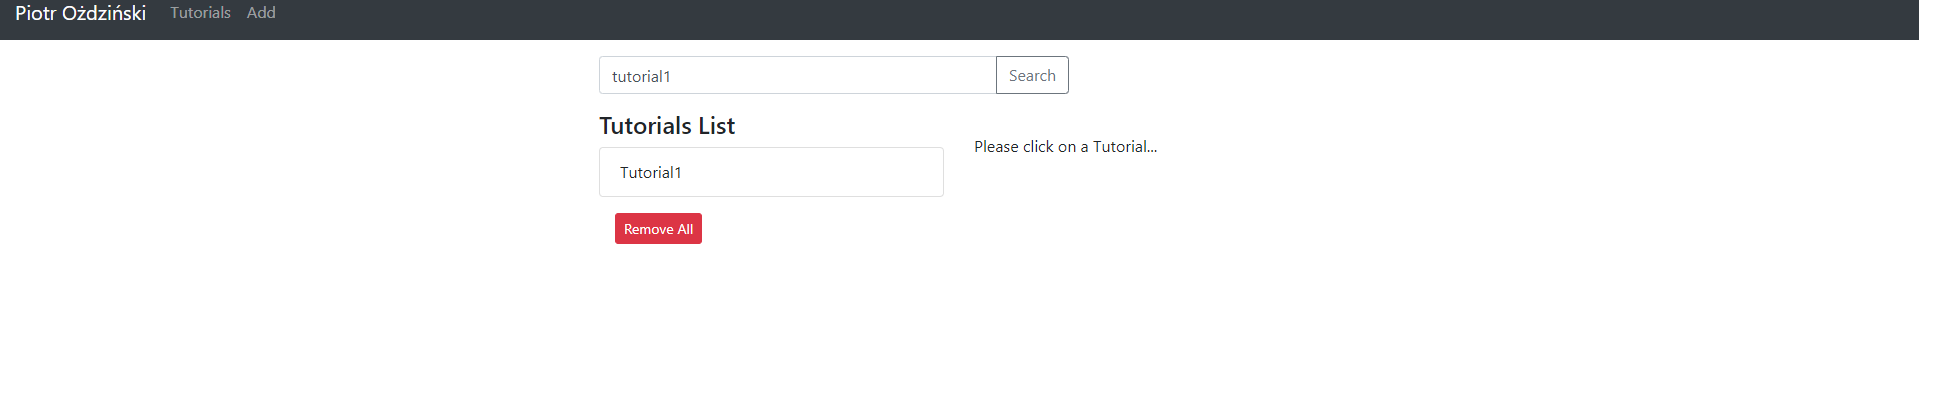 Piotr Ożdziński Tutorials Add
tutorial1 Search
Tutorials List
Please click on a Tutorial...
Tutorial1
Remove All